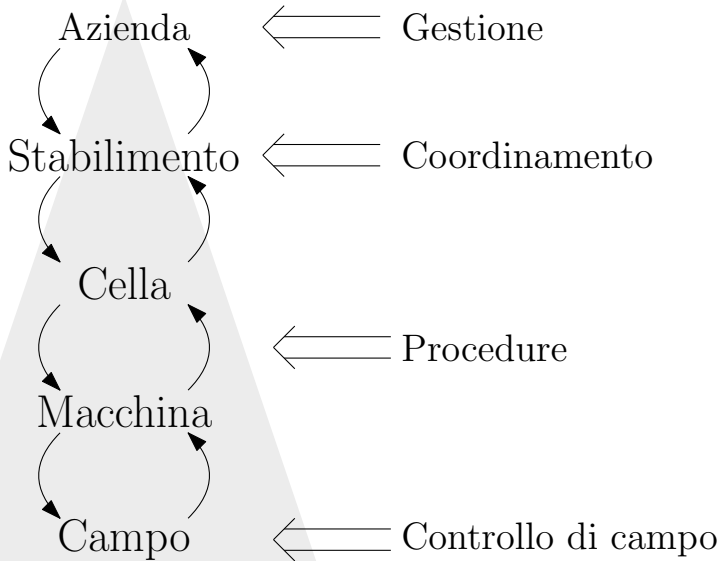 Azienda
Gestione
Stabilimento
Coordinamento
Cella
Procedure
Macchina
Campo
Controllo di campo